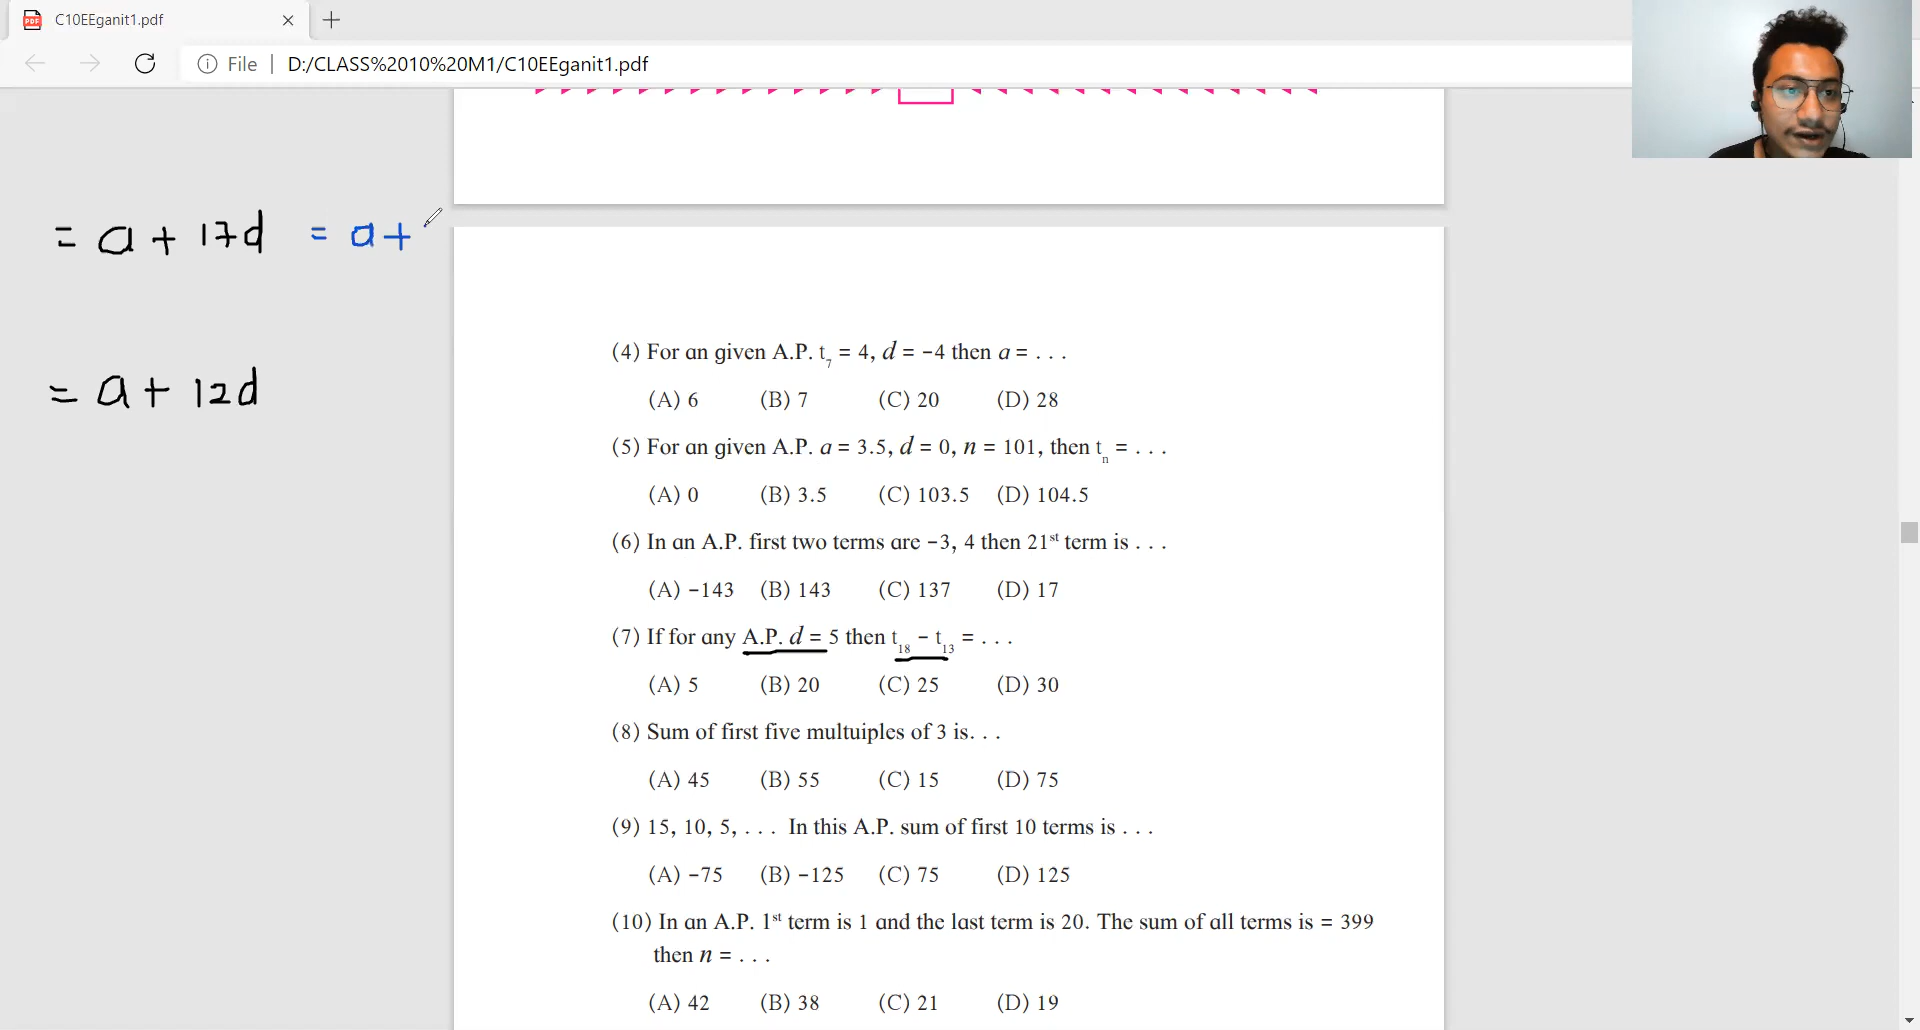 C10EEganit1.pdf
File | D:/CLASS%2010%20M1/C10EEganit1.pdf
= a + 17d = a +
= a + 12d
(4) For an given A.P. t₇ = 4, d = −4 then a = . . .
(A) 6 (B) 7 (C) 20 (D) 28
(5) For an given A.P. a = 3.5, d = 0, n = 101, then tₙ = . . .
(A) 0 (B) 3.5 (C) 103.5 (D) 104.5
(6) In an A.P. first two terms are −3, 4 then 21ˢᵗ term is . . .
(A) −143 (B) 143 (C) 137 (D) 17
(7) If for any A.P. d = 5 then t₁₈ − t₁₃ = . . .
(A) 5 (B) 20 (C) 25 (D) 30
(8) Sum of first five multuiples of 3 is. . .
(A) 45 (B) 55 (C) 15 (D) 75
(9) 15, 10, 5, . . . In this A.P. sum of first 10 terms is . . .
(A) −75 (B) −125 (C) 75 (D) 125
(10) In an A.P. 1ˢᵗ term is 1 and the last term is 20. The sum of all terms is = 399
then n = . . .
(A) 42 (B) 38 (C) 21 (D) 19